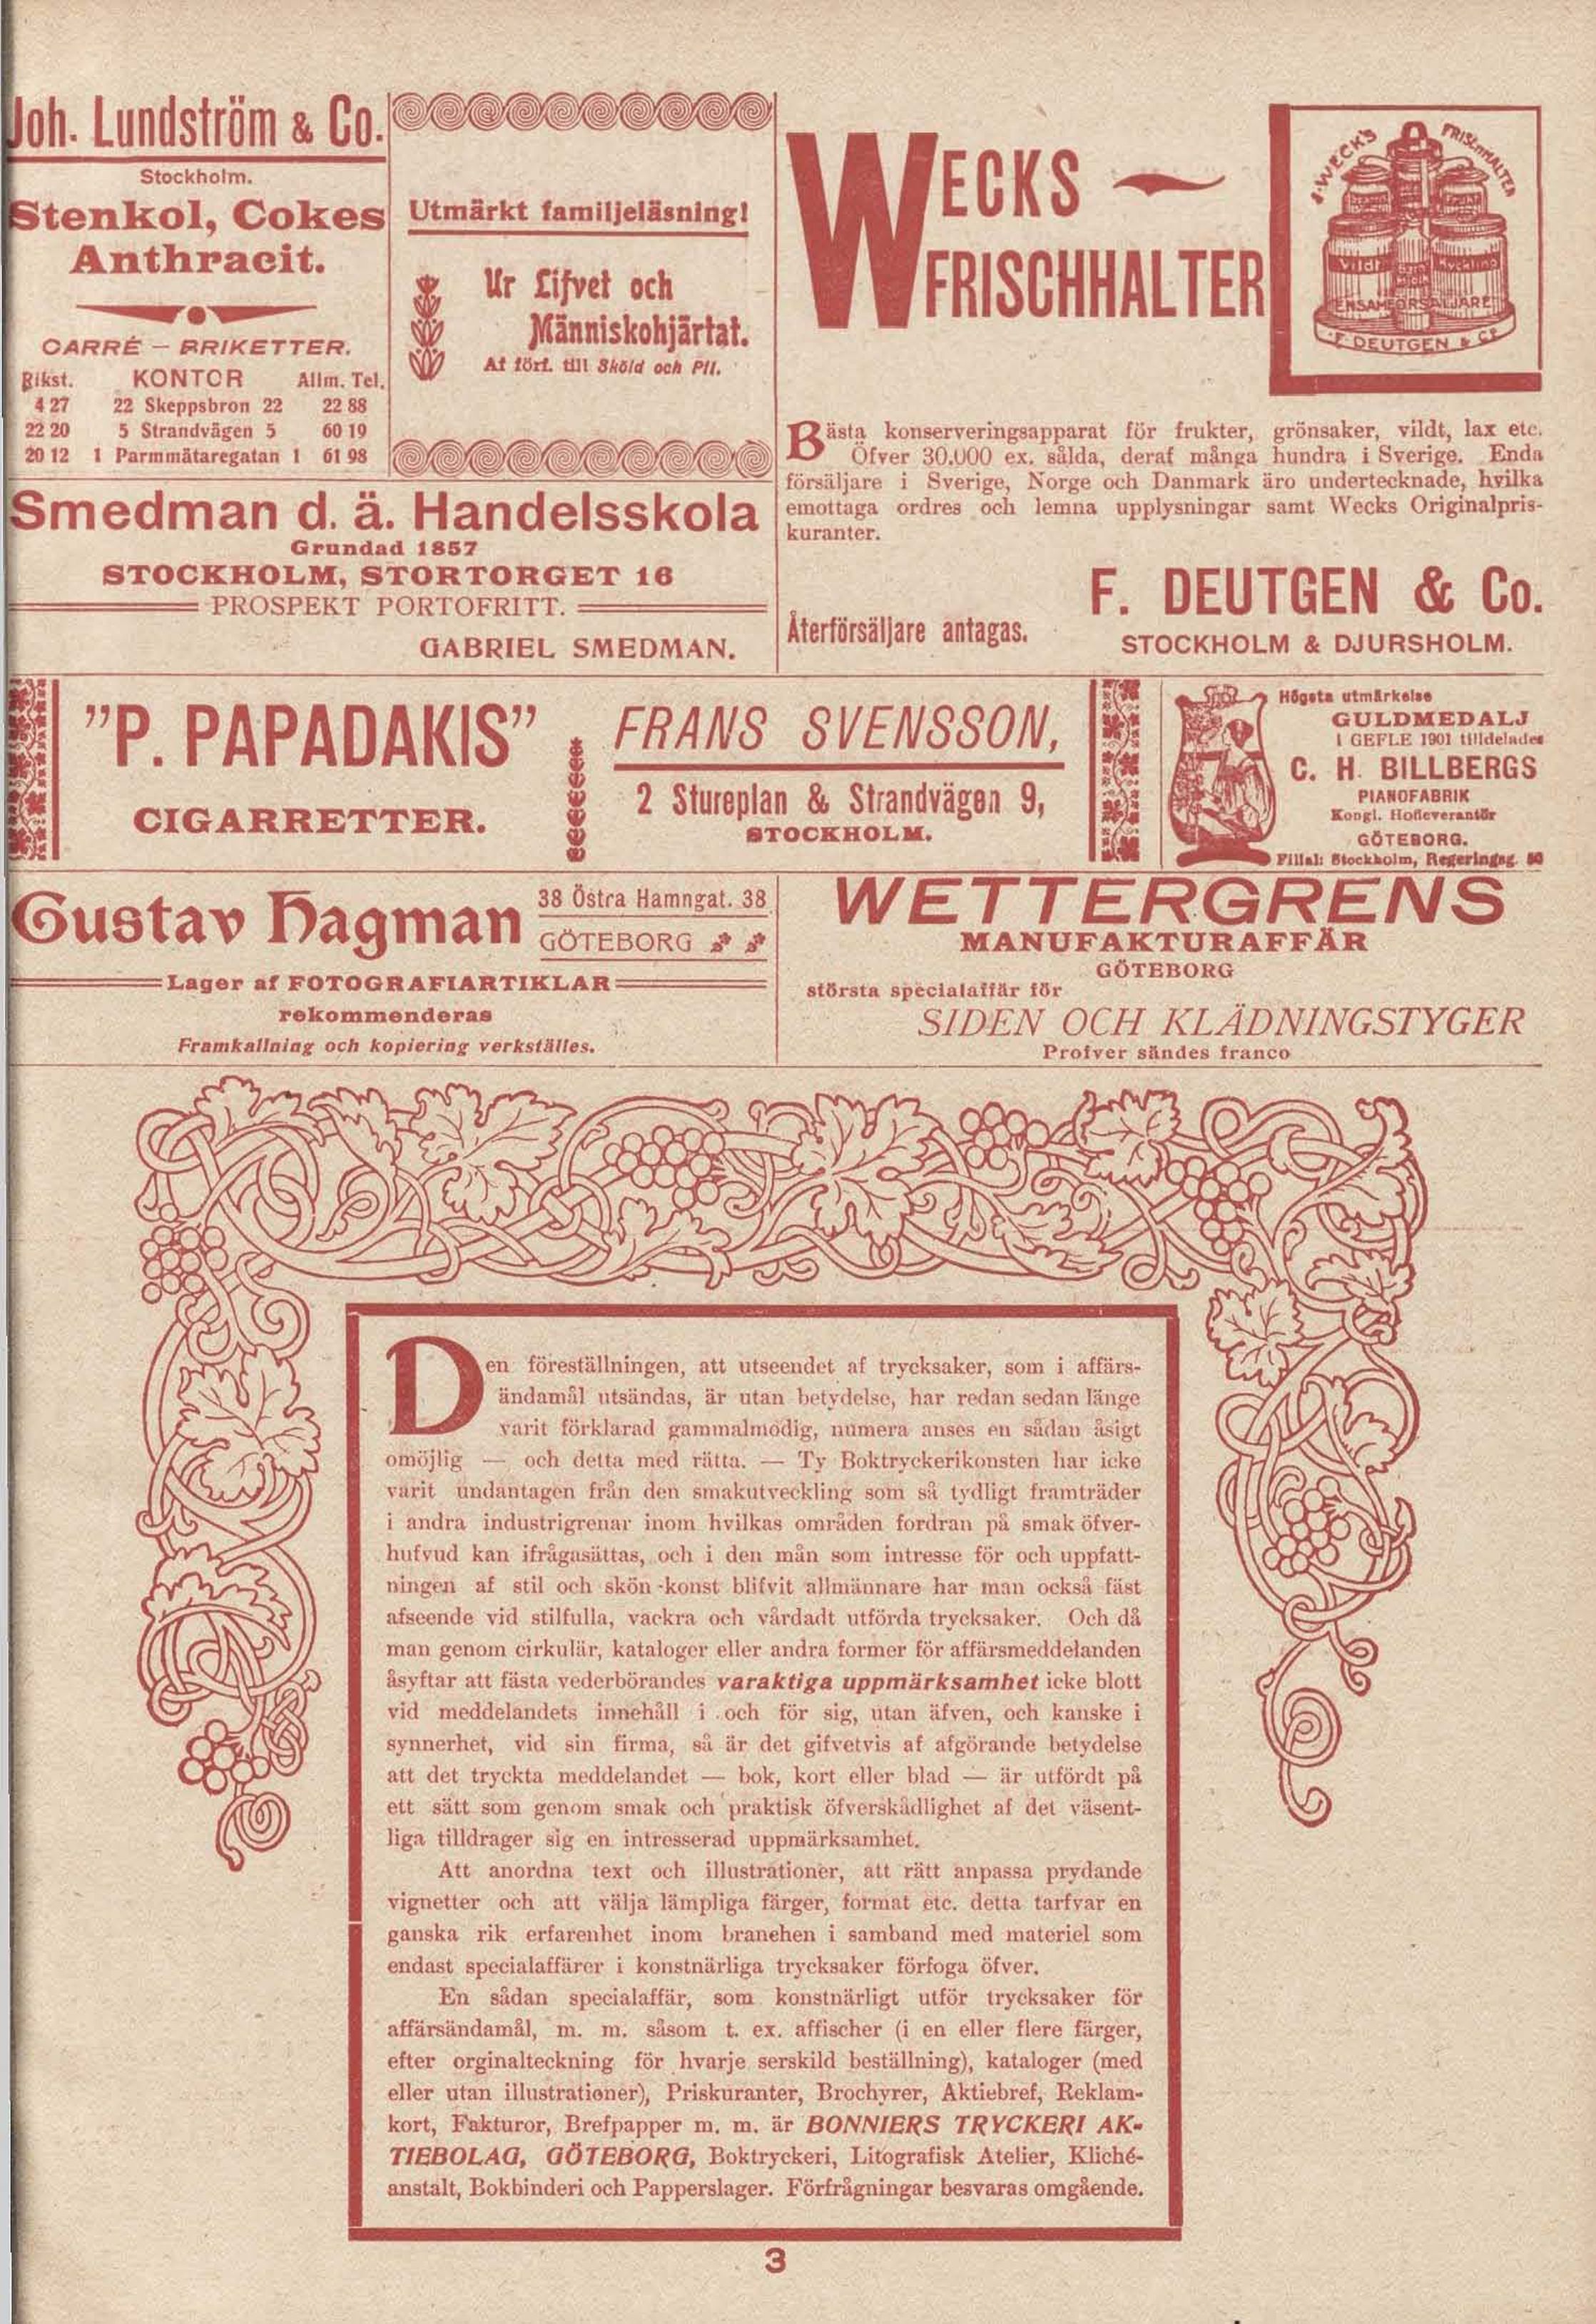 Joh. Lundström & Co.
Stockholm.
Stenkol, Cokes
Anthracit.
CARRÉ – BRIKETTER.
Rikst. KONTOR Allm. Tel.
4 27 22 Skeppsbron 22 22 88
22 20 5 Strandvägen 5 60 19
20 12 1 Parmmätaregatan 1 61 98
Utmärkt familjeläsning!
Ur Lifvet och
Människohjärtat.
Af förf. till Sköld och Pil.
WECKS
FRISCHHALTER
J. WECK'S FRISCHHALTER
Vildt
Kyckling
ENSAMFÖRSÄLJARE
F. DEUTGEN & Co.
Bästa konserveringsapparat för frukter, grönsaker, vildt, lax etc.
Öfver 30.000 ex. sålda, deraf många hundra i Sverige. Enda
försäljare i Sverige, Norge och Danmark äro undertecknade, hvilka
emottaga ordres och lemna upplysningar samt Wecks Originalpris-
kuranter.
F. DEUTGEN & Co.
Återförsäljare antagas.
STOCKHOLM & DJURSHOLM.
Smedman d. ä. Handelsskola
Grundad 1857
STOCKHOLM, STORTORGET 16
PROSPEKT PORTOFRITT.
GABRIEL SMEDMAN.
”P. PAPADAKIS”
CIGARRETTER.
FRANS SVENSSON,
2 Stureplan & Strandvägen 9,
STOCKHOLM.
Högsta utmärkelse
GULDMEDALJ
I GEFLE 1901 tilldelades
C. H. BILLBERGS
PIANOFABRIK
Kongl. Hofleverantör
GÖTEBORG.
Filial: Stockholm, Regeringsg. 50
Gustav Hagman
38 Östra Hamngat. 38
GÖTEBORG
Lager af FOTOGRAFIARTIKLAR
rekommenderas
Framkallning och kopiering verkställes.
WETTERGRENS
MANUFAKTURAFFÄR
GÖTEBORG
största specialaffär för
SIDEN OCH KLÄDNINGSTYGER
Profver sändes franco
Den föreställningen, att utseendet af trycksaker, som i affärs-
ändamål utsändas, är utan betydelse, har redan sedan länge
varit förklarad gammalmodig, numera anses en sådan åsigt
omöjlig — och detta med rätta. — Ty Boktryckerikonsten har icke
varit undantagen från den smakutveckling som så tydligt framträder
i andra industrigrenar inom hvilkas områden fordran på smak öfver-
hufvud kan ifrågasättas, och i den mån som intresse för och uppfatt-
ningen af stil och skön -konst blifvit allmännare har man också fäst
afseende vid stilfulla, vackra och vårdadt utförda trycksaker. Och då
man genom cirkulär, kataloger eller andra former för affärsmeddelanden
åsyftar att fästa vederbörandes varaktiga uppmärksamhet icke blott
vid meddelandets innehåll i och för sig, utan äfven, och kanske i
synnerhet, vid sin firma, så är det gifvetvis af afgörande betydelse
att det tryckta meddelandet — bok, kort eller blad — är utfördt på
ett sätt som genom smak och praktisk öfverskådlighet af det väsent-
liga tilldrager sig en intresserad uppmärksamhet.
Att anordna text och illustrationer, att rätt anpassa prydande
vignetter och att välja lämpliga färger, format etc. detta tarfvar en
ganska rik erfarenhet inom branchen i samband med materiel som
endast specialaffärer i konstnärliga trycksaker förfoga öfver.
En sådan specialaffär, som konstnärligt utför trycksaker för
affärsändamål, m. m. såsom t. ex. affischer (i en eller flere färger,
efter orginalteckning för hvarje serskild beställning), kataloger (med
eller utan illustrationer), Priskuranter, Brochyrer, Aktiebref, Reklam-
kort, Fakturor, Brefpapper m. m. är BONNIERS TRYCKERI AK-
TIEBOLAG, GÖTEBORG, Boktryckeri, Litografisk Atelier, Kliché-
anstalt, Bokbinderi och Papperslager. Förfrågningar besvaras omgående.
3